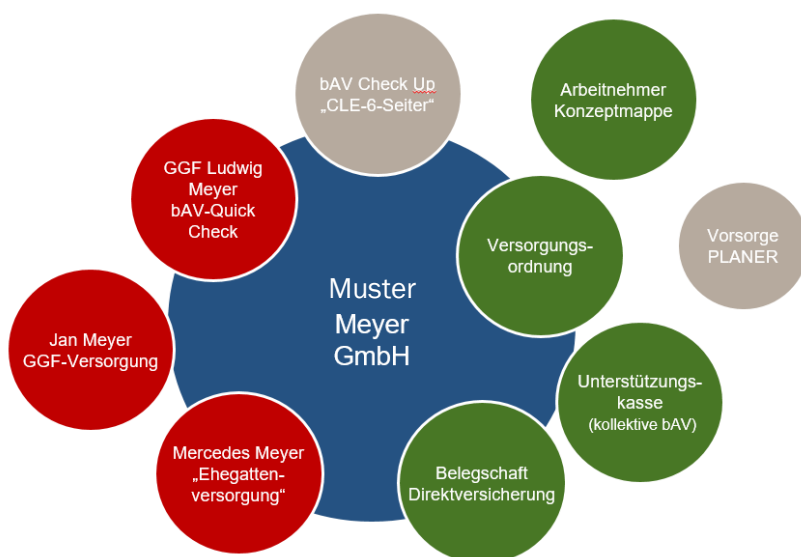 bAV Check Up
„CLE-6-Seiter“
Arbeitnehmer
Konzeptmappe
GGF Ludwig
Meyer
bAV-Quick
Check
Versorgungs-
ordnung
Vorsorge
PLANER
Muster
Meyer
GmbH
Jan Meyer
GGF-Versorgung
Unterstützungs-
kasse
(kollektive bAV)
Mercedes Meyer
„Ehegatten-
versorgung“
Belegschaft
Direktversicherung